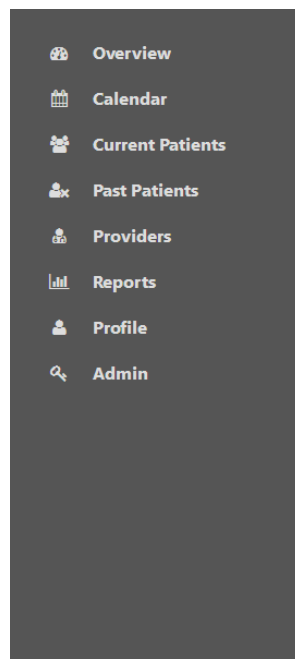 Overview
Calendar
Current Patients
Past Patients
Providers
Reports
Profile
Admin